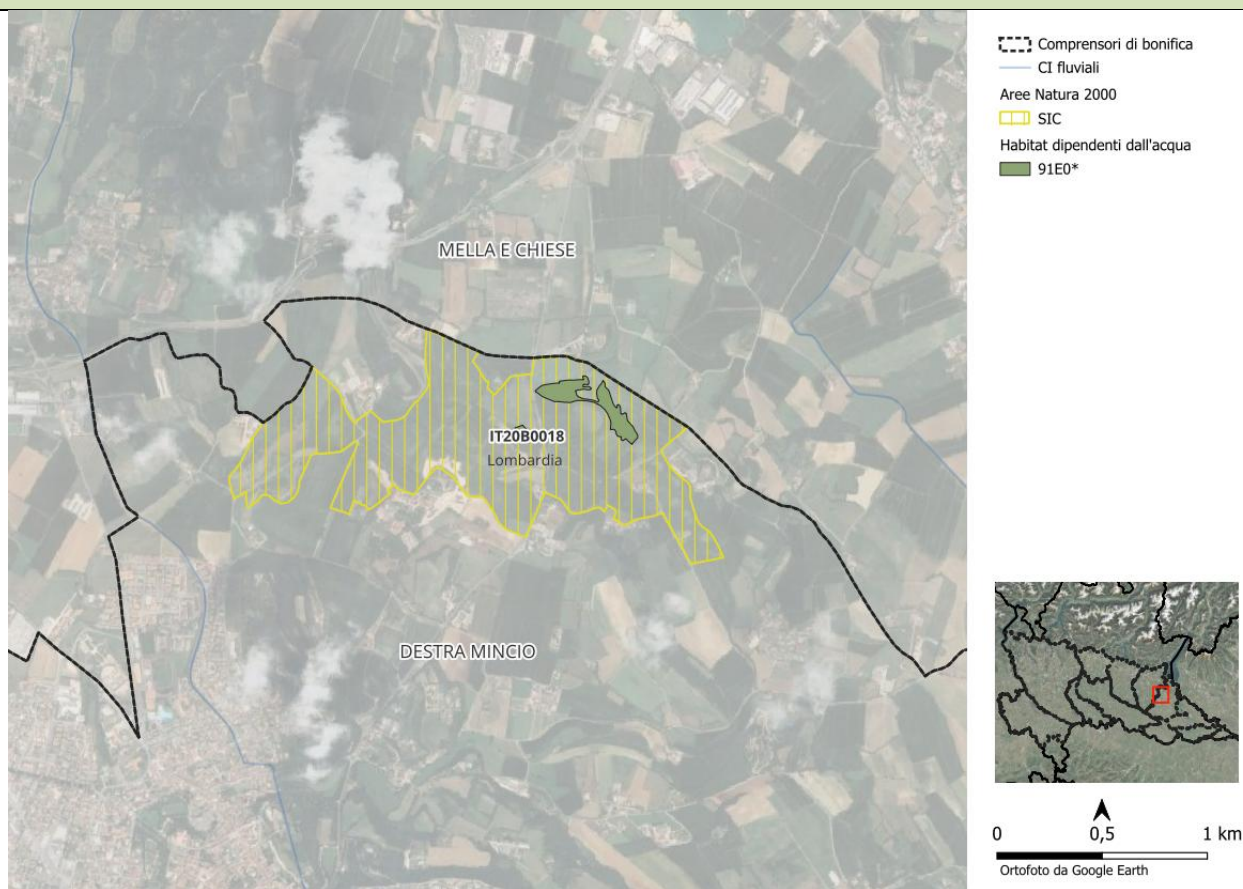 MELLA E CHIESE
IT20B0018
Lombardia
DESTRA MINCIO
Comprensori di bonifica
CI fluviali
Aree Natura 2000
SIC
Habitat dipendenti dall'acqua
91E0*
0 0,5 1 km
Ortofoto da Google Earth